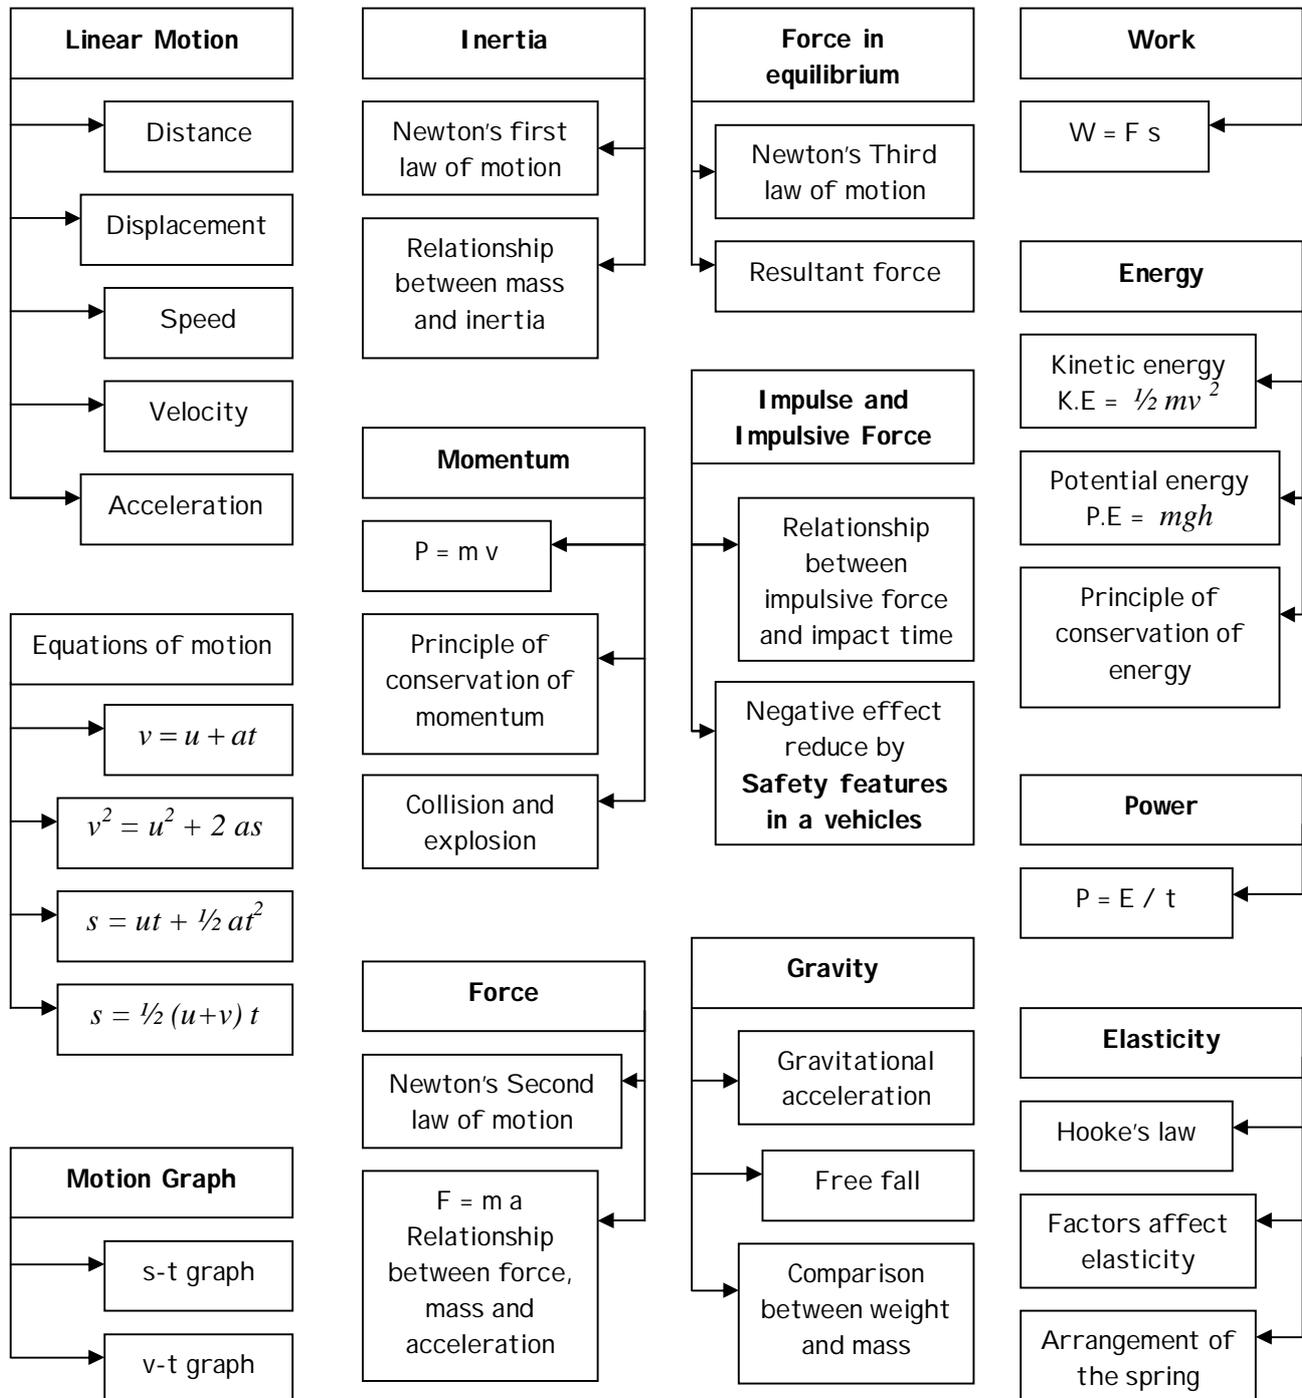 Linear Motion
Distance
Displacement
Speed
Velocity
Acceleration
Equations of motion
v = u + at
v² = u² + 2 as
s = ut + ½ at²
s = ½ (u+v) t
Motion Graph
s-t graph
v-t graph
Inertia
Newton's first
law of motion
Relationship
between mass
and inertia
Momentum
P = m v
Principle of
conservation of
momentum
Collision and
explosion
Force
Newton's Second
law of motion
F = m a
Relationship
between force,
mass and
acceleration
Force in
equilibrium
Newton's Third
law of motion
Resultant force
Impulse and
Impulsive Force
Relationship
between
impulsive force
and impact time
Negative effect
reduce by
Safety features
in a vehicles
Gravity
Gravitational
acceleration
Free fall
Comparison
between weight
and mass
Work
W = F s
Energy
Kinetic energy
K.E = ½ mv ²
Potential energy
P.E = mgh
Principle of
conservation of
energy
Power
P = E / t
Elasticity
Hooke's law
Factors affect
elasticity
Arrangement of
the spring